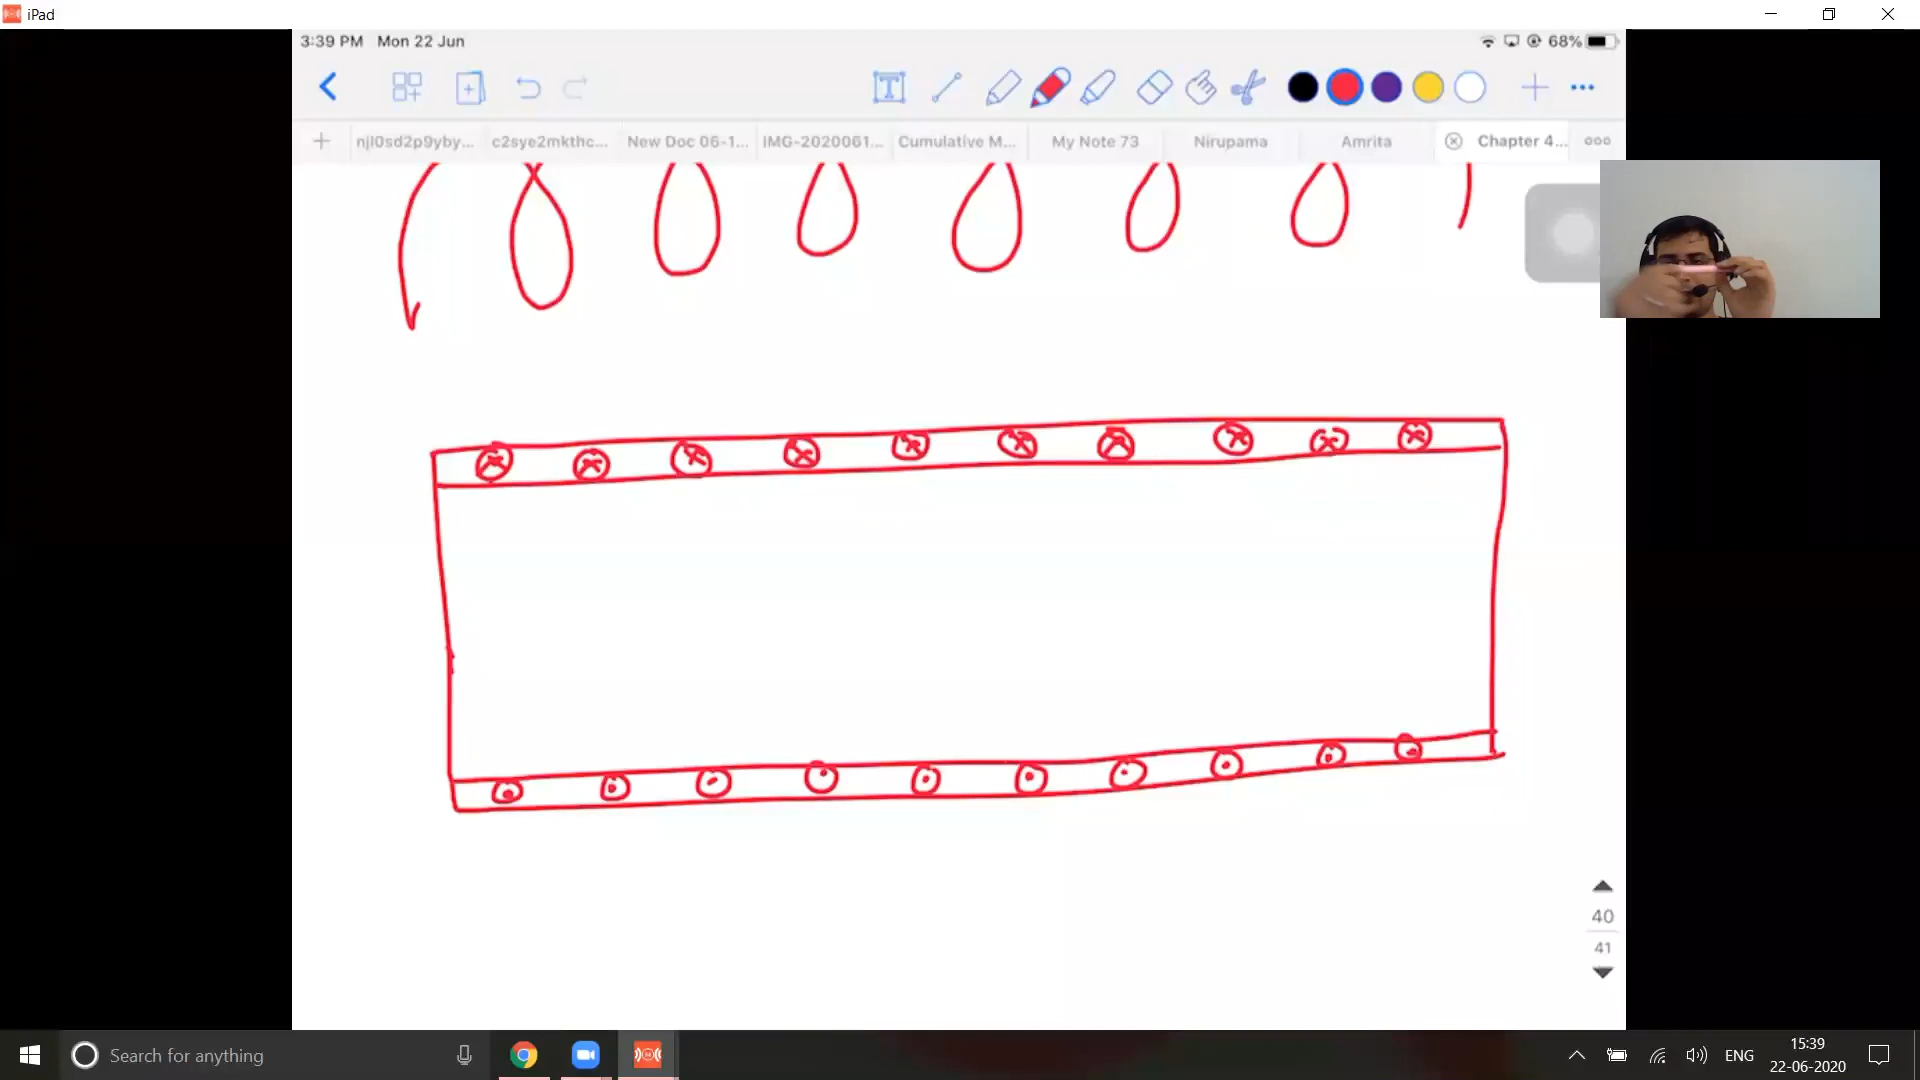 iPad
3:39 PM Mon 22 Jun
68%
njl0sd2p9yby...
c2sye2mkthc...
New Doc 06-1...
IMG-2020061...
Cumulative M...
My Note 73
Nirupama
Amrita
Chapter 4...
40
41
Search for anything
ENG
15:39
22-06-2020